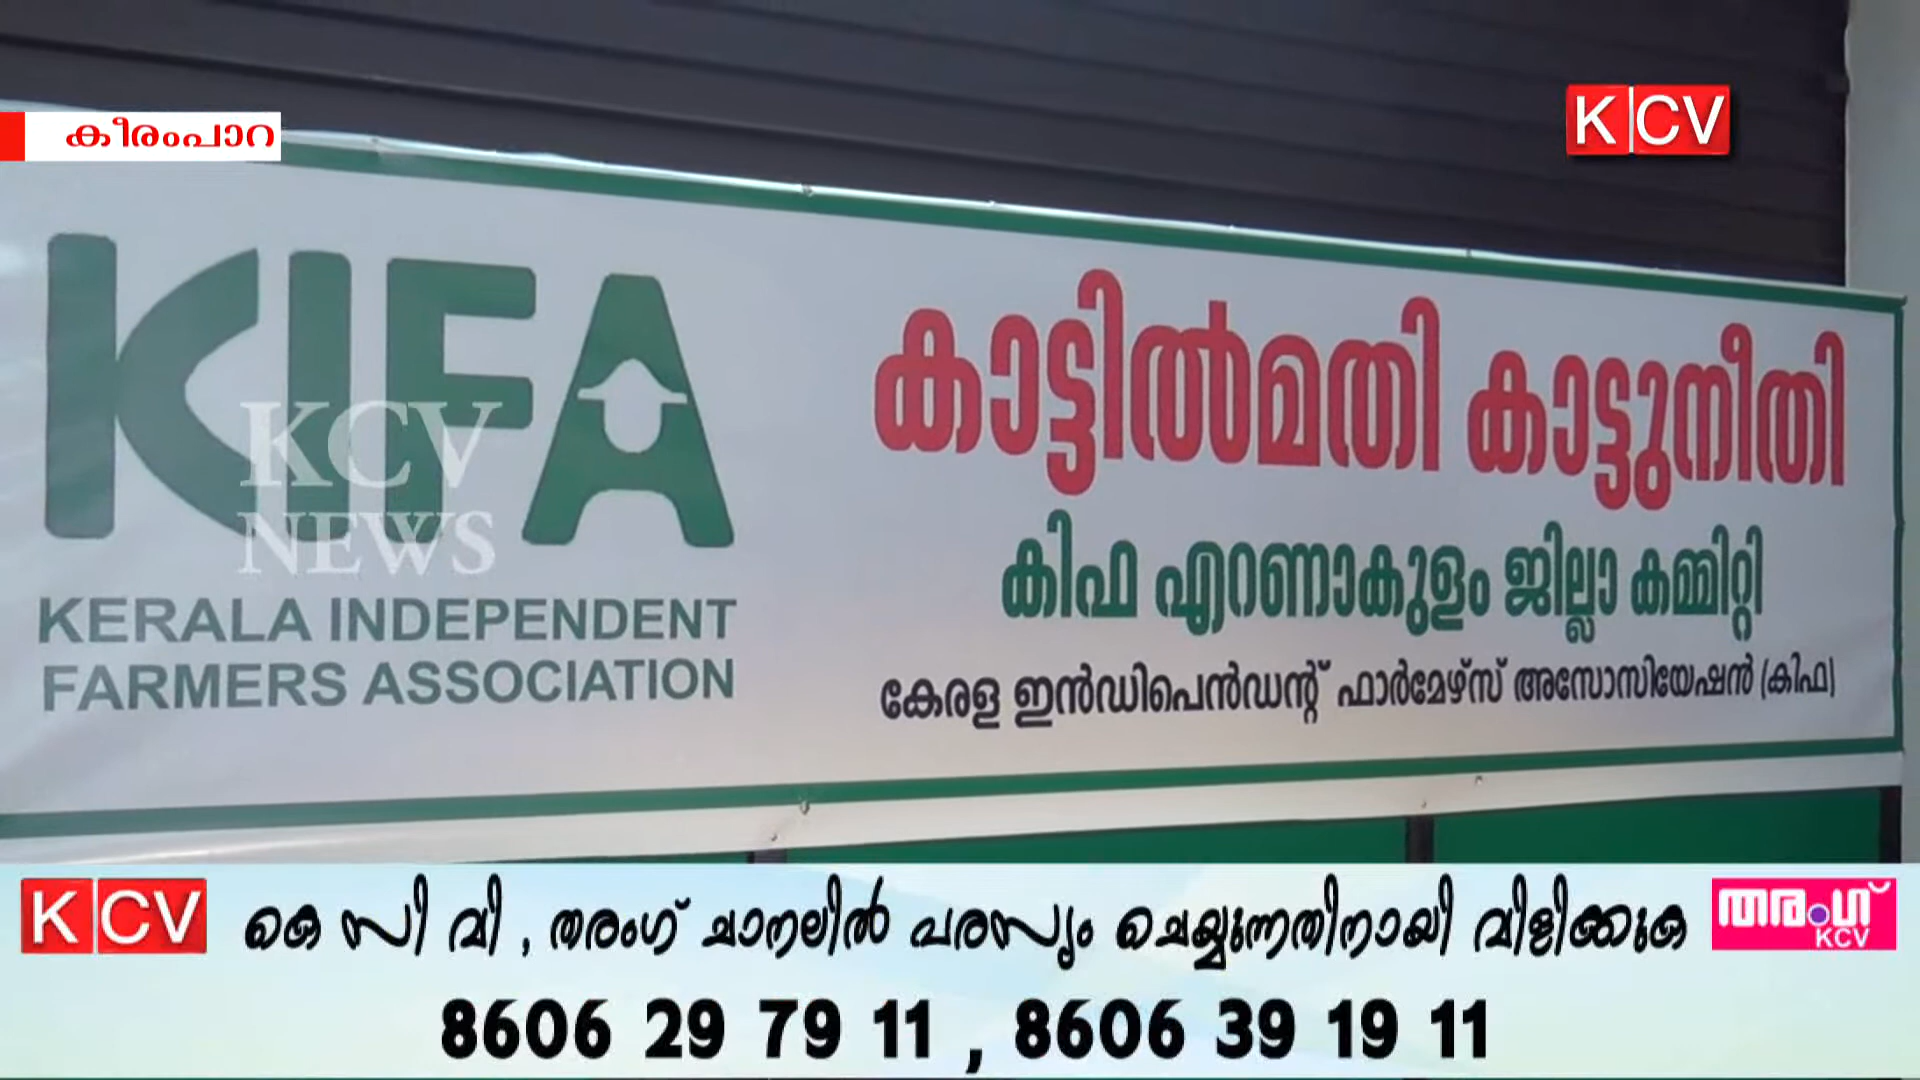 കീരംപാറ
KCV
KIFA
KCV
NEWS
KERALA INDEPENDENT
FARMERS ASSOCIATION
കാട്ടിൽമതി കാട്ടുനീതി
കിഫ എറണാകുളം ജില്ലാ കമ്മിറ്റി
കേരള ഇൻഡിപെൻഡന്റ് ഫാർമേഴ്സ് അസോസിയേഷൻ (കിഫ)
KCV
കെ സി വി , തരംഗ് ചാനലിൽ പരസ്യം ചെയ്യുന്നതിനായി വിളിക്കുക
തരംഗ്
KCV
8606 29 79 11 , 8606 39 19 11